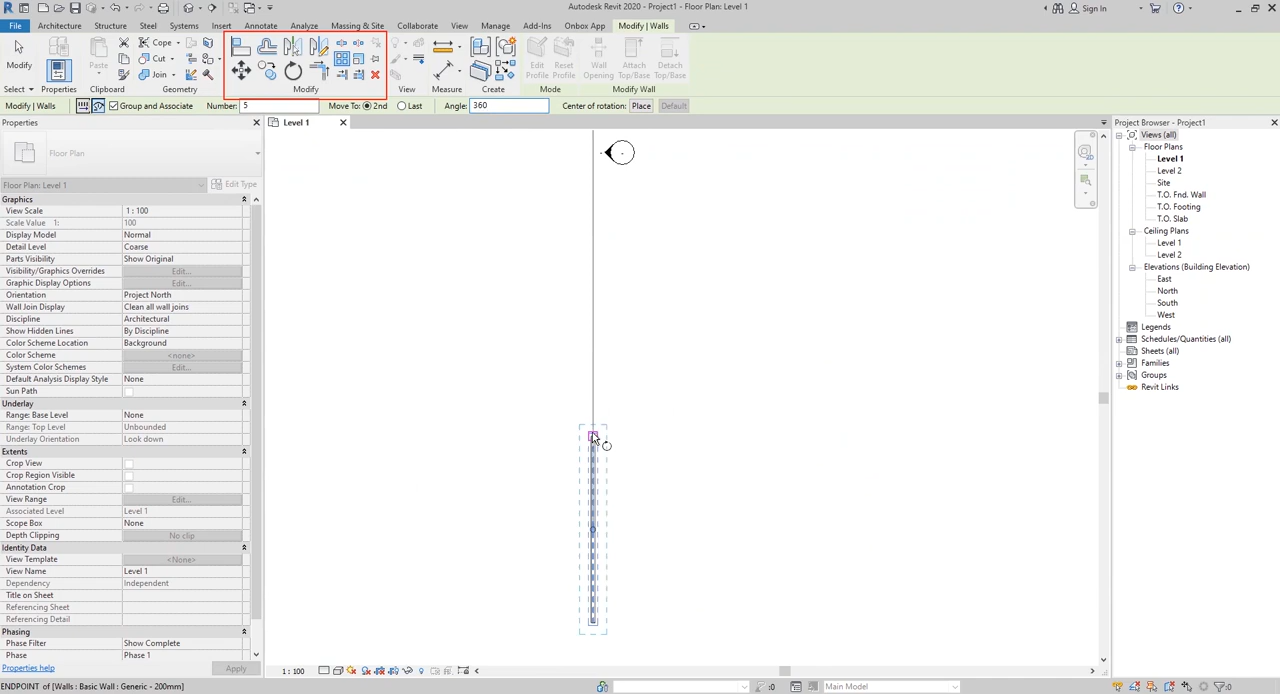 Autodesk Revit 2020 - Project1 - Floor Plan: Level 1
Sign In
File Architecture Structure Steel Systems Insert Annotate Analyze Massing & Site Collaborate View Manage Add-Ins Onbox App Modify | Walls
Modify
Paste
Cope
Cut
Join
Edit Profile
Reset Profile
Wall Opening
Attach Top/Base
Detach Top/Base
Select Properties Clipboard Geometry Modify View Measure Create Mode Modify Wall
Modify | Walls Group and Associate Number: 5 Move To: 2nd Last Angle: 360 Center of rotation: Place Default
Properties
Floor Plan
Floor Plan: Level 1 Edit Type
Graphics
View Scale 1 : 100
Scale Value 1: 100
Display Model Normal
Detail Level Coarse
Parts Visibility Show Original
Visibility/Graphics Overrides Edit...
Graphic Display Options Edit...
Orientation Project North
Wall Join Display Clean all wall joins
Discipline Architectural
Show Hidden Lines By Discipline
Color Scheme Location Background
Color Scheme <none>
System Color Schemes Edit...
Default Analysis Display Style None
Sun Path
Underlay
Range: Base Level None
Range: Top Level Unbounded
Underlay Orientation Look down
Extents
Crop View
Crop Region Visible
Annotation Crop
View Range Edit...
Associated Level Level 1
Scope Box None
Depth Clipping No clip
Identity Data
View Template <None>
View Name Level 1
Dependency Independent
Title on Sheet
Referencing Sheet
Referencing Detail
Phasing
Phase Filter Show Complete
Phase Phase 1
Properties help Apply
Level 1
Project Browser - Project1
Views (all)
Floor Plans
Level 1
Level 2
Site
T.O. Fnd. Wall
T.O. Footing
T.O. Slab
Ceiling Plans
Level 1
Level 2
Elevations (Building Elevation)
East
North
South
West
Legends
Schedules/Quantities (all)
Sheets (all)
Families
Groups
Revit Links
1 : 100
ENDPOINT of [Walls : Basic Wall : Generic - 200mm] :0 Main Model :0